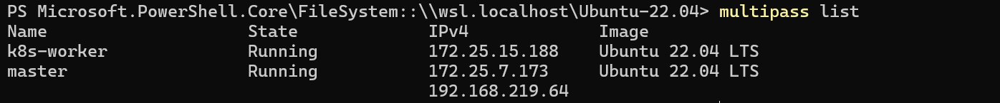 PS Microsoft.PowerShell.Core\FileSystem::\\wsl.localhost\Ubuntu-22.04> multipass list
Name                    State             IPv4             Image
k8s-worker              Running           172.25.15.188    Ubuntu 22.04 LTS
master                  Running           172.25.7.173     Ubuntu 22.04 LTS
                                          192.168.219.64